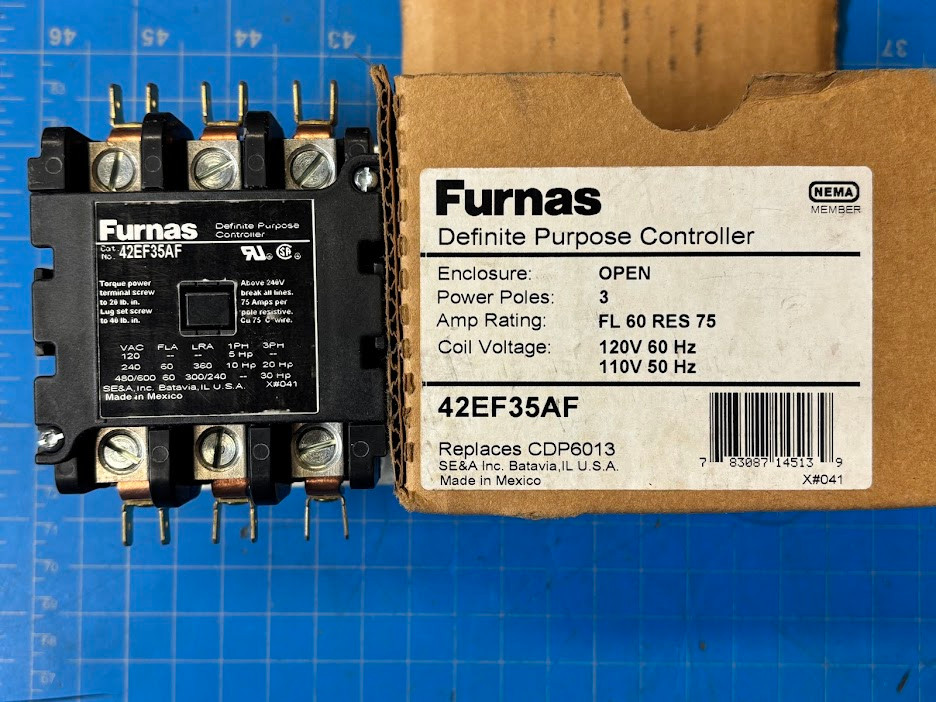 46
45
44
43
37
Furnas
Definite Purpose
Controller
Cat.
No. 42EF35AF
Torque power
terminal screw
to 20 lb. in.
Lug set screw
to 40 lb. in.
Above 240V
break all lines.
75 Amps per
pole resistive.
Cu 75°C wire.
VAC FLA LRA 1PH 3PH
120 -- -- 5 Hp --
240 60 360 10 Hp 20 Hp
480/600 60 300/240 -- 30 Hp
SE&A, Inc. Batavia, IL U.S.A. X#041
Made in Mexico
Furnas
NEMA
MEMBER
Definite Purpose Controller
Enclosure: OPEN
Power Poles: 3
Amp Rating: FL 60 RES 75
Coil Voltage: 120V 60 Hz
110V 50 Hz
42EF35AF
Replaces CDP6013
SE&A Inc. Batavia,IL U.S.A.
Made in Mexico
7 83087 14513 9
X#041